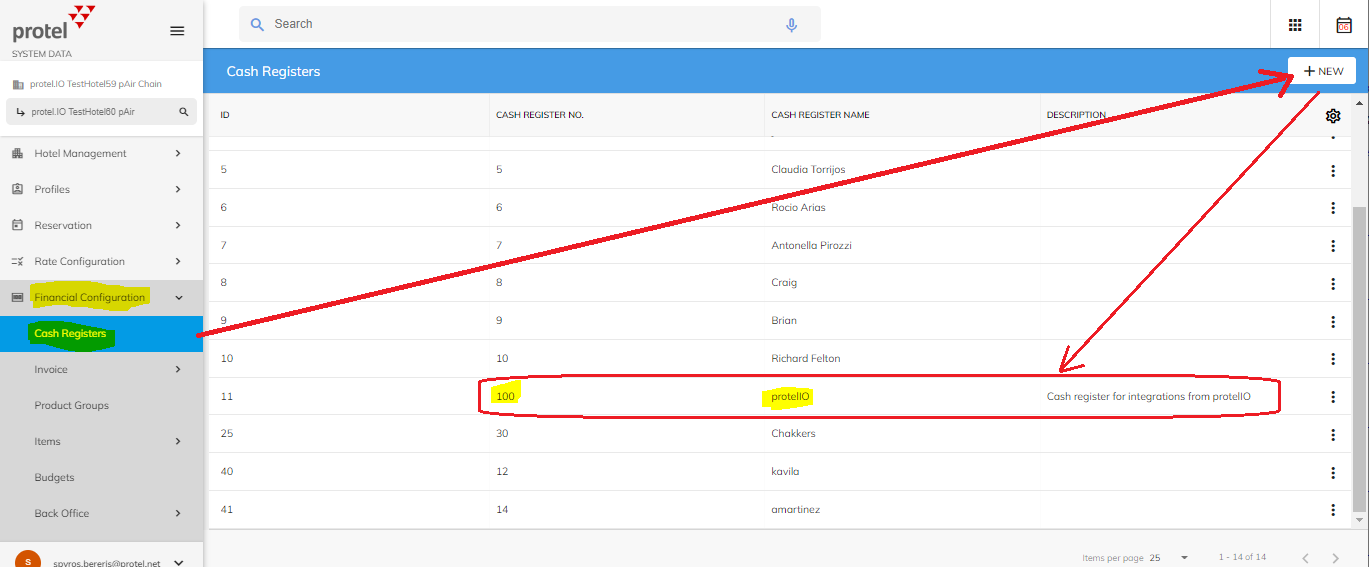 protel
SYSTEM DATA
protel.IO TestHotel59 pAir Chain
protel.IO TestHotel60 pAir
Hotel Management
Profiles
Reservation
Rate Configuration
Financial Configuration
Cash Registers
Invoice
Product Groups
Items
Budgets
Back Office
S
spyros.bereris@protel.net
Search
06
Cash Registers
+ NEW
ID CASH REGISTER NO. CASH REGISTER NAME DESCRIPTION
5 5 Claudia Torrijos
6 6 Rocio Arias
7 7 Antonella Pirozzi
8 8 Craig
9 9 Brian
10 10 Richard Felton
11 100 protelIO Cash register for integrations from protelIO
25 30 Chakkers
40 12 kavila
41 14 amartinez
Items per page 25 1 - 14 of 14